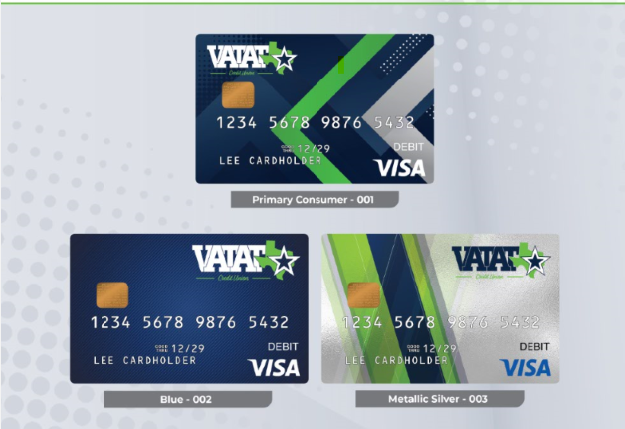 VATAT
Credit Union
1234 5678 9876 5432
GOOD THRU 12/29
DEBIT
LEE CARDHOLDER
VISA
Primary Consumer - 001
VATAT
Credit Union
1234 5678 9876 5432
GOOD THRU 12/29
DEBIT
LEE CARDHOLDER
VISA
Blue - 002
VATAT
Credit Union
1234 5678 9876 5432
GOOD THRU 12/29
DEBIT
LEE CARDHOLDER
VISA
Metallic Silver - 003